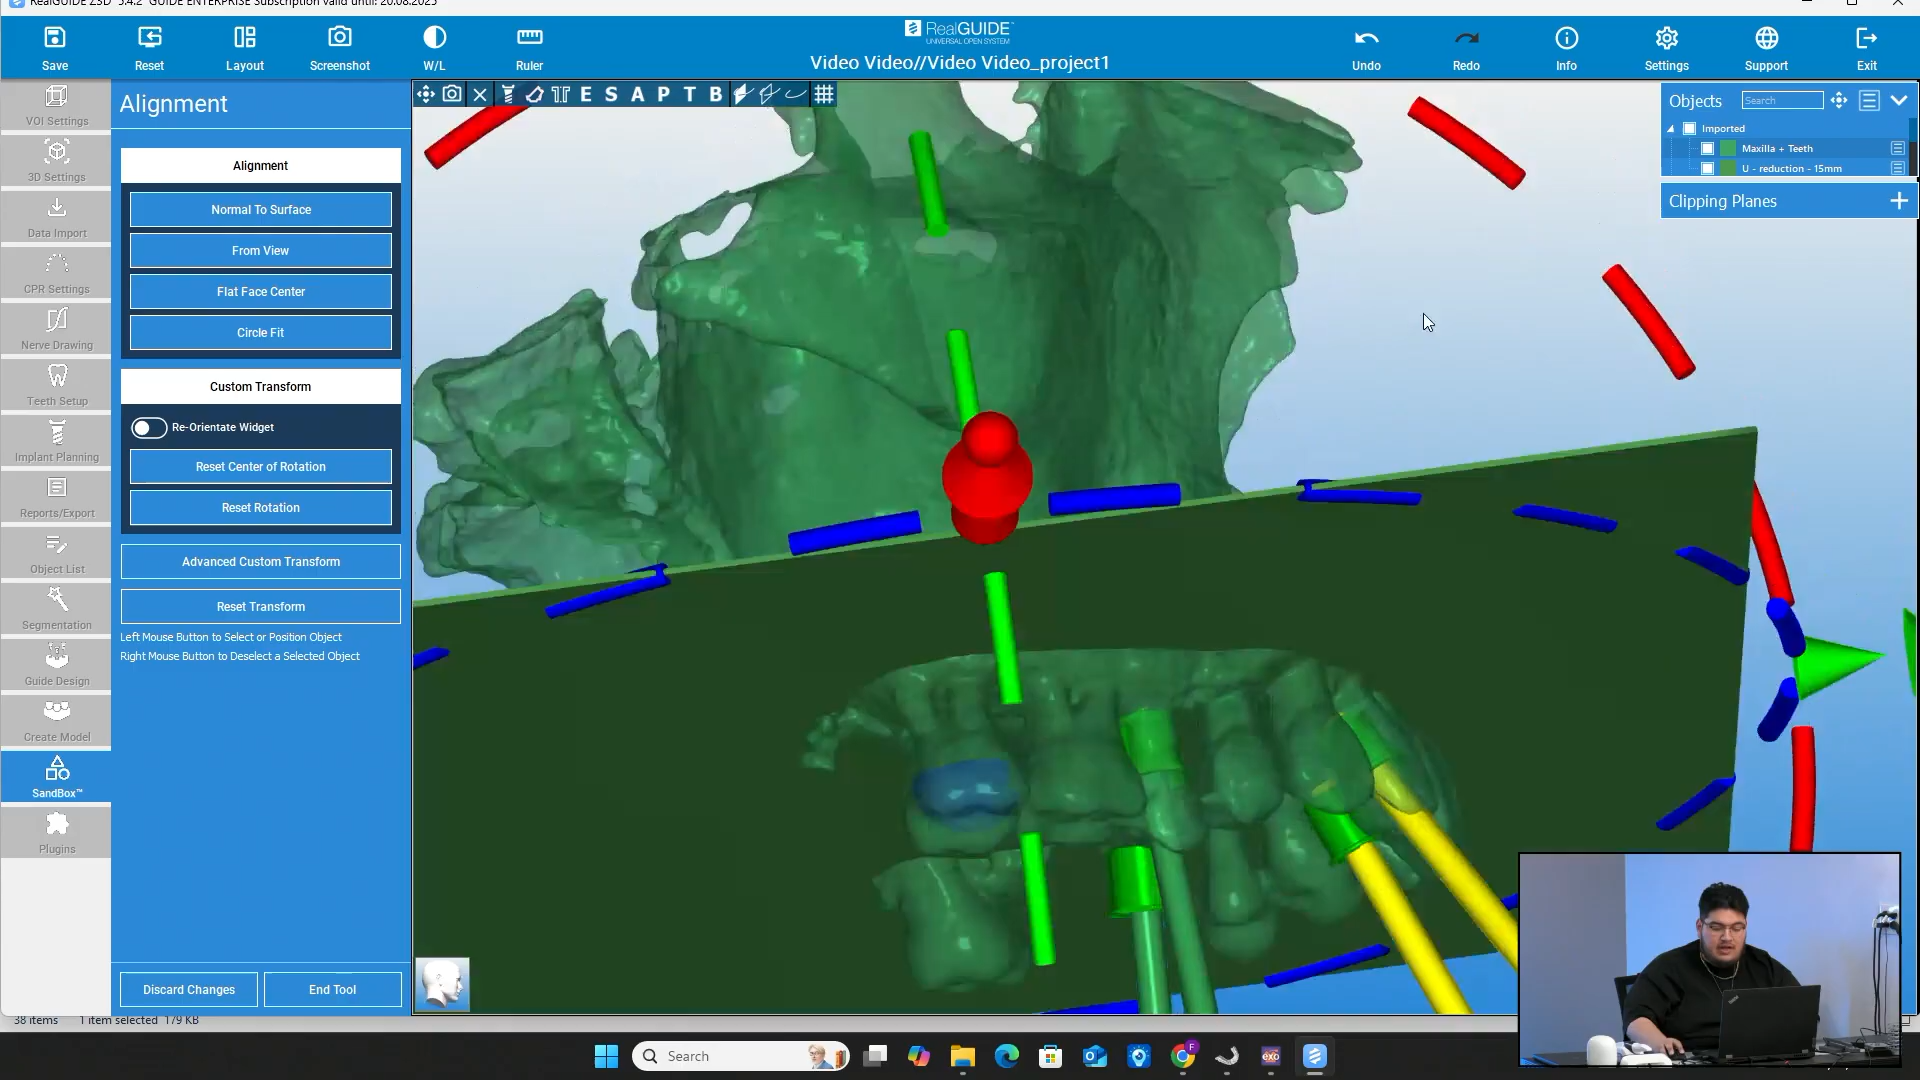 RealGUIDE Z3D 5.4.2 GUIDE ENTERPRISE Subscription valid until: 20.08.2025
Save
Reset
Layout
Screenshot
W/L
Ruler
RealGUIDE
UNIVERSAL OPEN SYSTEM
Video Video//Video Video_project1
Undo
Redo
Info
Settings
Support
Exit
VOI Settings
3D Settings
Data Import
CPR Settings
Nerve Drawing
Teeth Setup
Implant Planning
Reports/Export
Object List
Segmentation
Guide Design
Create Model
SandBox™
Plugins
Alignment
Alignment
Normal To Surface
From View
Flat Face Center
Circle Fit
Custom Transform
Re-Orientate Widget
Reset Center of Rotation
Reset Rotation
Advanced Custom Transform
Reset Transform
Left Mouse Button to Select or Position Object
Right Mouse Button to Deselect a Selected Object
Discard Changes
End Tool
E S A P T B
Objects
Search
Imported
Maxilla + Teeth
U - reduction - 15mm
Clipping Planes
38 items 1 item selected 179 KB
Search
F
exo